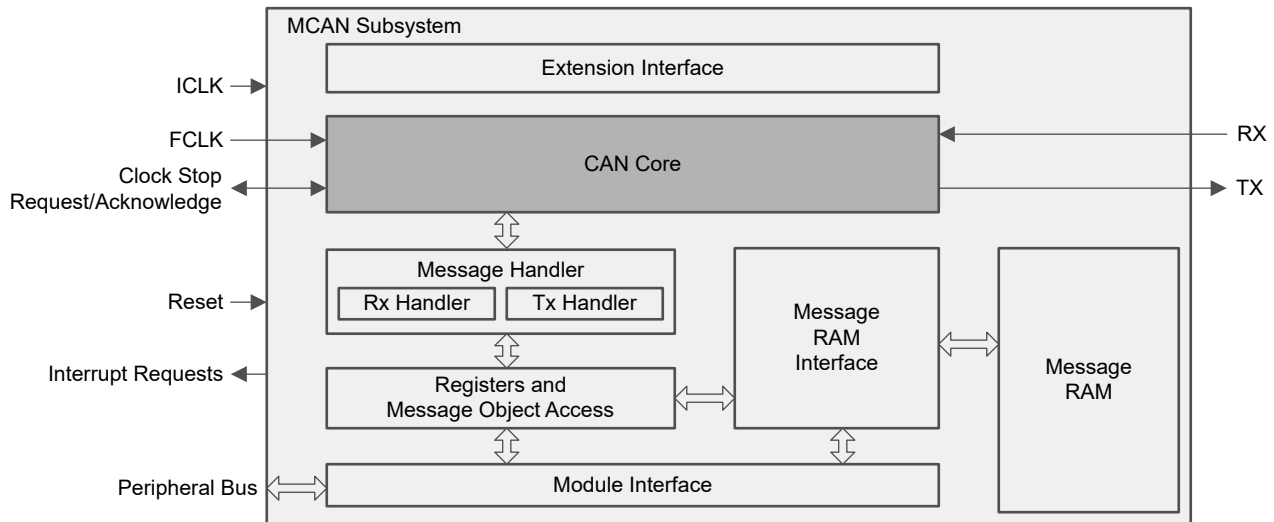 MCAN Subsystem
Extension Interface
ICLK
FCLK
CAN Core
RX
Clock Stop
Request/Acknowledge
TX
Message Handler
Rx Handler
Tx Handler
Reset
Message
RAM
Interface
Message
RAM
Interrupt Requests
Registers and
Message Object Access
Peripheral Bus
Module Interface